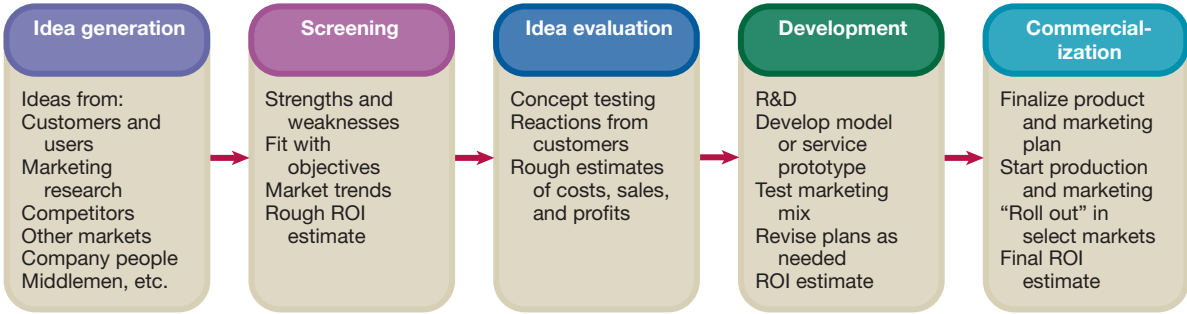 Idea generation
Ideas from:
Customers and
users
Marketing
research
Competitors
Other markets
Company people
Middlemen, etc.
Screening
Strengths and
weaknesses
Fit with
objectives
Market trends
Rough ROI
estimate
Idea evaluation
Concept testing
Reactions from
customers
Rough estimates
of costs, sales,
and profits
Development
R&D
Develop model
or service
prototype
Test marketing
mix
Revise plans as
needed
ROI estimate
Commercial-
ization
Finalize product
and marketing
plan
Start production
and marketing
“Roll out” in
select markets
Final ROI
estimate